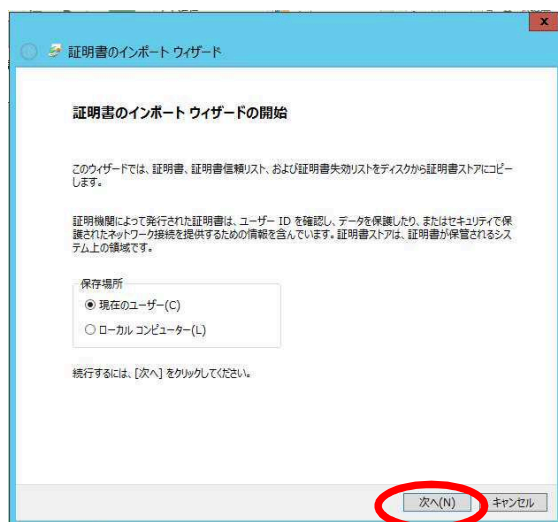 x
証明書のインポート ウィザード
証明書のインポート ウィザードの開始
このウィザードでは、証明書、証明書信頼リスト、および証明書失効リストをディスクから証明書ストアにコピー
します。
証明機関によって発行された証明書は、ユーザー ID を確認し、データを保護したり、またはセキュリティで保
護されたネットワーク接続を提供するための情報を含んでいます。証明書ストアは、証明書が保管されるシス
テム上の領域です。
保存場所
現在のユーザー(C)
ローカル コンピューター(L)
続行するには、[次へ] をクリックしてください。
次へ(N) キャンセル